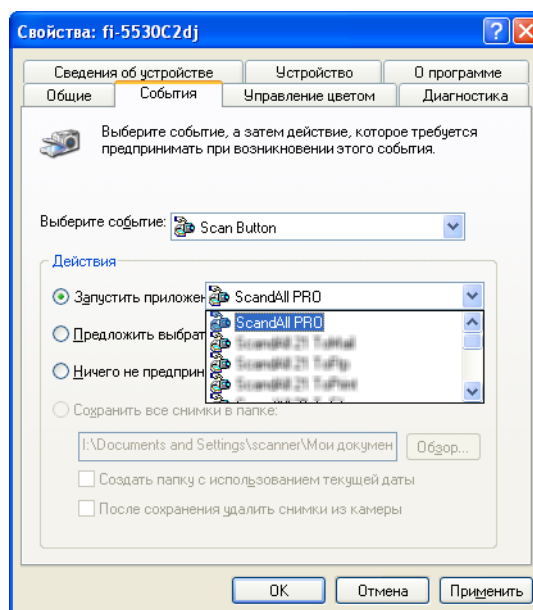 Свойства: fi-5530C2dj
Сведения об устройстве Устройство О программе
Общие События Управление цветом Диагностика
Выберите событие, а затем действие, которое требуется
предпринимать при возникновении этого события.
Выберите событие: Scan Button
Действия
Запустить приложен ScandAll PRO
ScandAll PRO
Предложить выбрат
Ничего не предприн
Сохранить все снимки в папке:
I:\Documents and Settings\scanner\Мои докумен Обзор...
Создать папку с использованием текущей даты
После сохранения удалить снимки из камеры
OK Отмена Применить